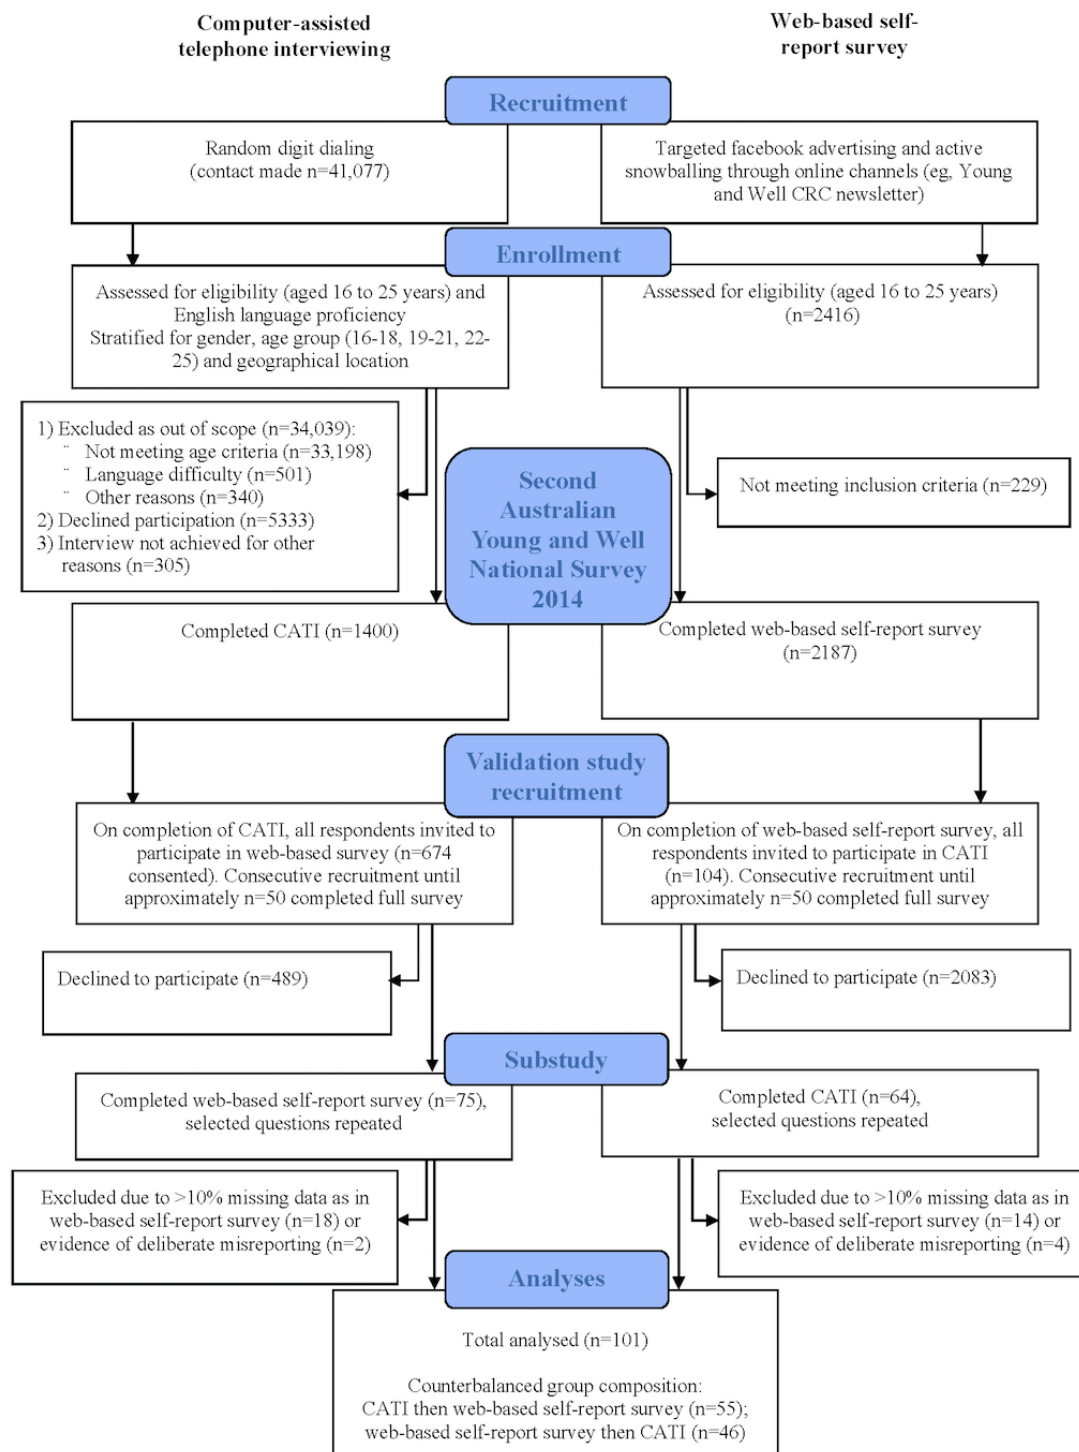 Computer-assisted
telephone interviewing
Web-based self-
report survey
Recruitment
Random digit dialing
(contact made n=41,077)
Targeted facebook advertising and active
snowballing through online channels (eg, Young
and Well CRC newsletter)
Enrollment
Assessed for eligibility (aged 16 to 25 years) and
English language proficiency
Stratified for gender, age group (16-18, 19-21, 22-
25) and geographical location
Assessed for eligibility (aged 16 to 25 years)
(n=2416)
1) Excluded as out of scope (n=34,039):
¨ Not meeting age criteria (n=33,198)
¨ Language difficulty (n=501)
¨ Other reasons (n=340)
2) Declined participation (n=5333)
3) Interview not achieved for other
reasons (n=305)
Second
Australian
Young and Well
National Survey
2014
Not meeting inclusion criteria (n=229)
Completed CATI (n=1400)
Completed web-based self-report survey
(n=2187)
Validation study
recruitment
On completion of CATI, all respondents invited to
participate in web-based survey (n=674
consented). Consecutive recruitment until
approximately n=50 completed full survey
On completion of web-based self-report survey, all
respondents invited to participate in CATI
(n=104). Consecutive recruitment until
approximately n=50 completed full survey
Declined to participate (n=489)
Declined to participate (n=2083)
Substudy
Completed web-based self-report survey (n=75),
selected questions repeated
Completed CATI (n=64),
selected questions repeated
Excluded due to >10% missing data as in
web-based self-report survey (n=18) or
evidence of deliberate misreporting (n=2)
Excluded due to >10% missing data as in
web-based self-report survey (n=14) or
evidence of deliberate misreporting (n=4)
Analyses
Total analysed (n=101)
Counterbalanced group composition:
CATI then web-based self-report survey (n=55);
web-based self-report survey then CATI (n=46)